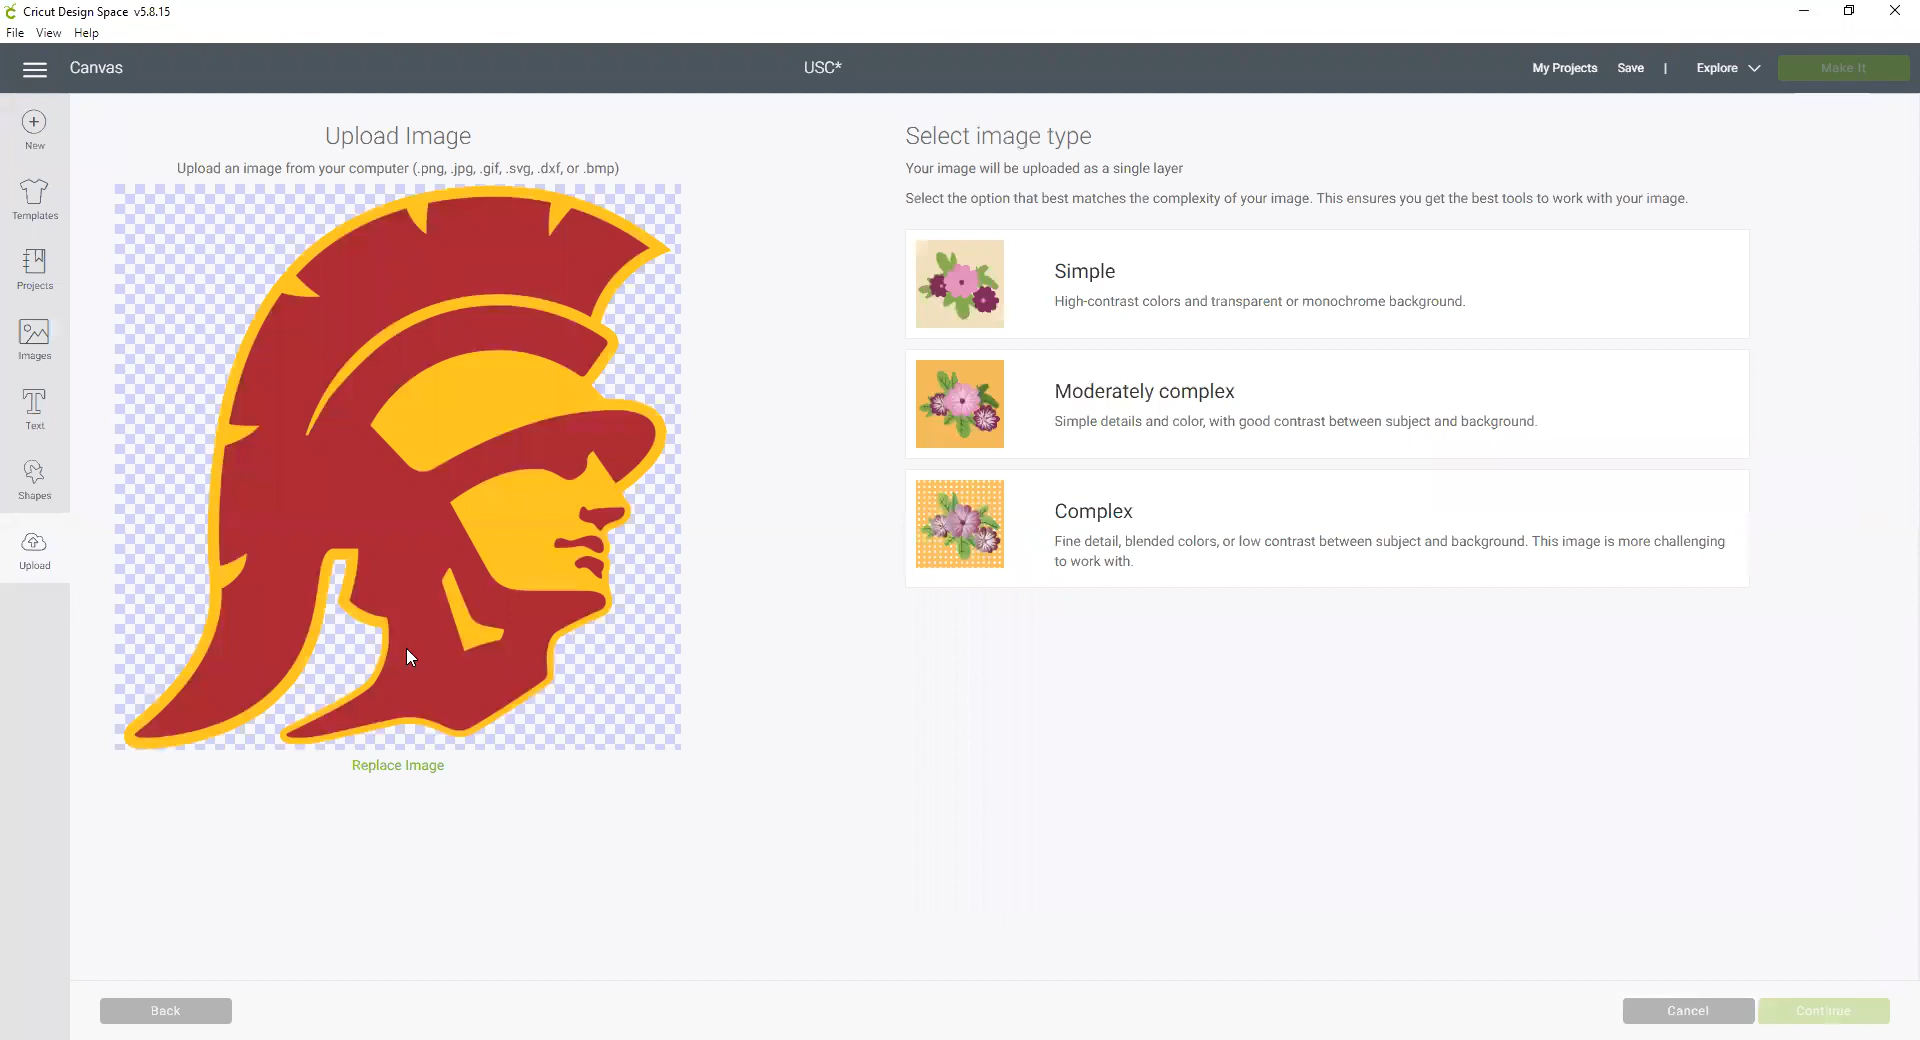 Cricut Design Space v5.8.15
File View Help
Canvas
USC*
My Projects Save | Explore Make It
New
Templates
Projects
Images
Text
Shapes
Upload
Upload Image
Upload an image from your computer (.png, .jpg, .gif, .svg, .dxf, or .bmp)
Replace Image
Select image type
Your image will be uploaded as a single layer
Select the option that best matches the complexity of your image. This ensures you get the best tools to work with your image.
Simple
High-contrast colors and transparent or monochrome background.
Moderately complex
Simple details and color, with good contrast between subject and background.
Complex
Fine detail, blended colors, or low contrast between subject and background. This image is more challenging
to work with.
Back
Cancel
Continue